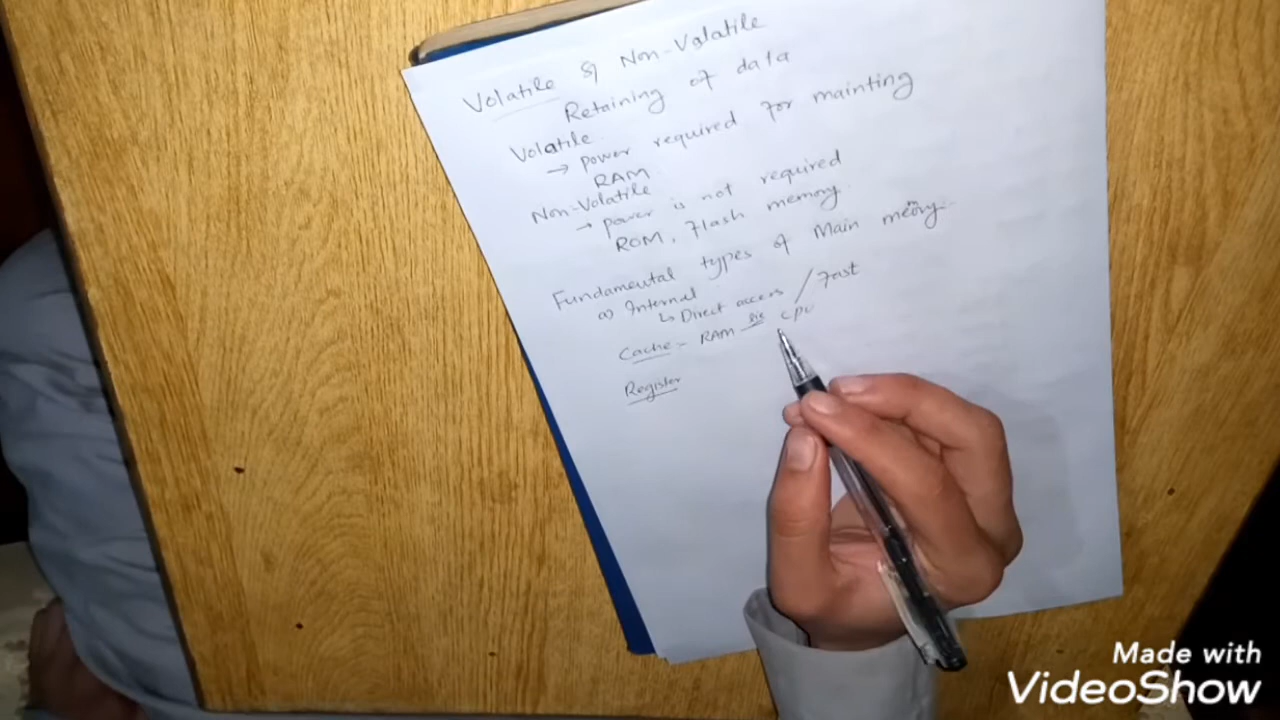 Volatile & Non-Volatile
Retaining of data
Volatile
→ power required for mainting
RAM
Non-Volatile
→ power is not required
ROM, Flash memory
Fundamental types of Main meory
a) Internal
↳ Direct access / Fast
Cache - RAM CPU
Register
Made with
VideoShow